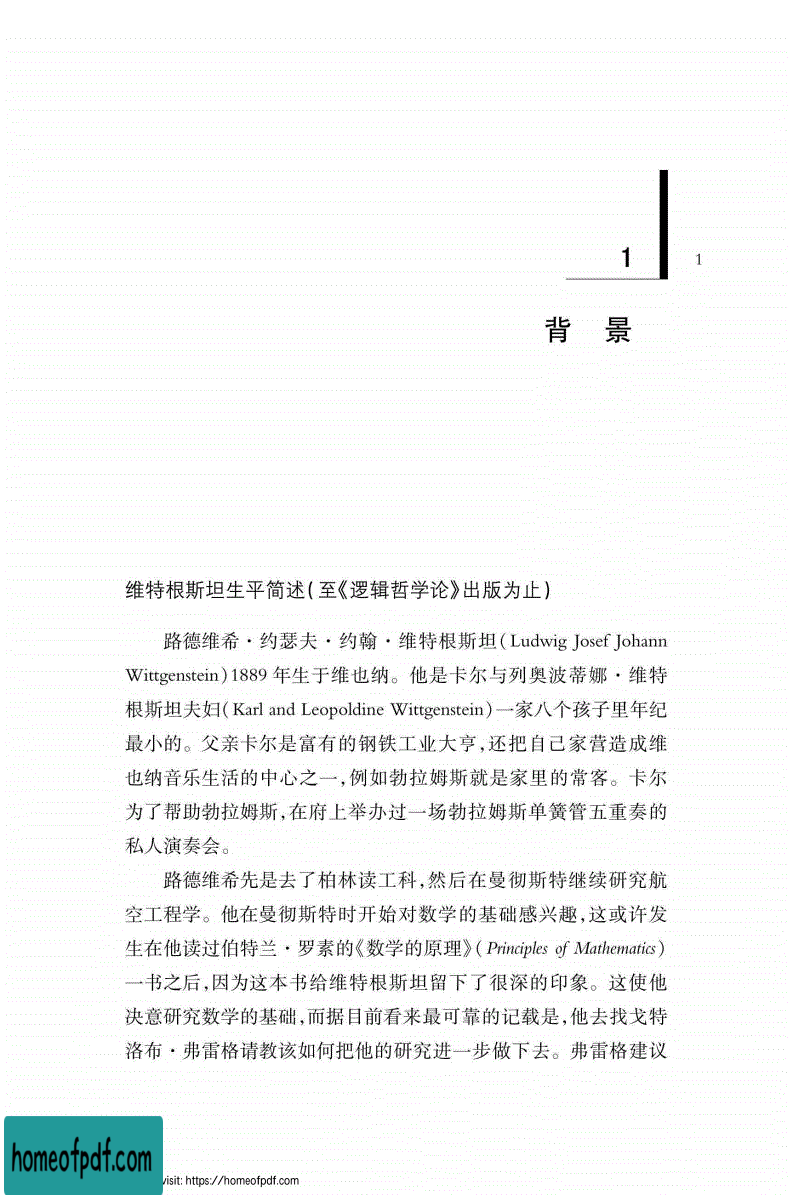 1
1
背 景
维特根斯坦生平简述(至《逻辑哲学论》出版为止)
路德维希·约瑟夫·约翰·维特根斯坦(Ludwig Josef Johann
Wittgenstein)1889 年生于维也纳。他是卡尔与列奥波蒂娜·维特
根斯坦夫妇(Karl and Leopoldine Wittgenstein)一家八个孩子里年纪
最小的。父亲卡尔是富有的钢铁工业大亨,还把自己家营造成维
也纳音乐生活的中心之一,例如勃拉姆斯就是家里的常客。卡尔
为了帮助勃拉姆斯,在府上举办过一场勃拉姆斯单簧管五重奏的
私人演奏会。
路德维希先是去了柏林读工科,然后在曼彻斯特继续研究航
空工程学。他在曼彻斯特时开始对数学的基础感兴趣,这或许发
生在他读过伯特兰·罗素的《数学的原理》(Principles of Mathematics)
一书之后,因为这本书给维特根斯坦留下了很深的印象。这使他
决意研究数学的基础,而据目前看来最可靠的记载是,他去找戈特
洛布·弗雷格请教该如何把他的研究进一步做下去。弗雷格建议
homeofpdf.com
visit: https://homeofpdf.com